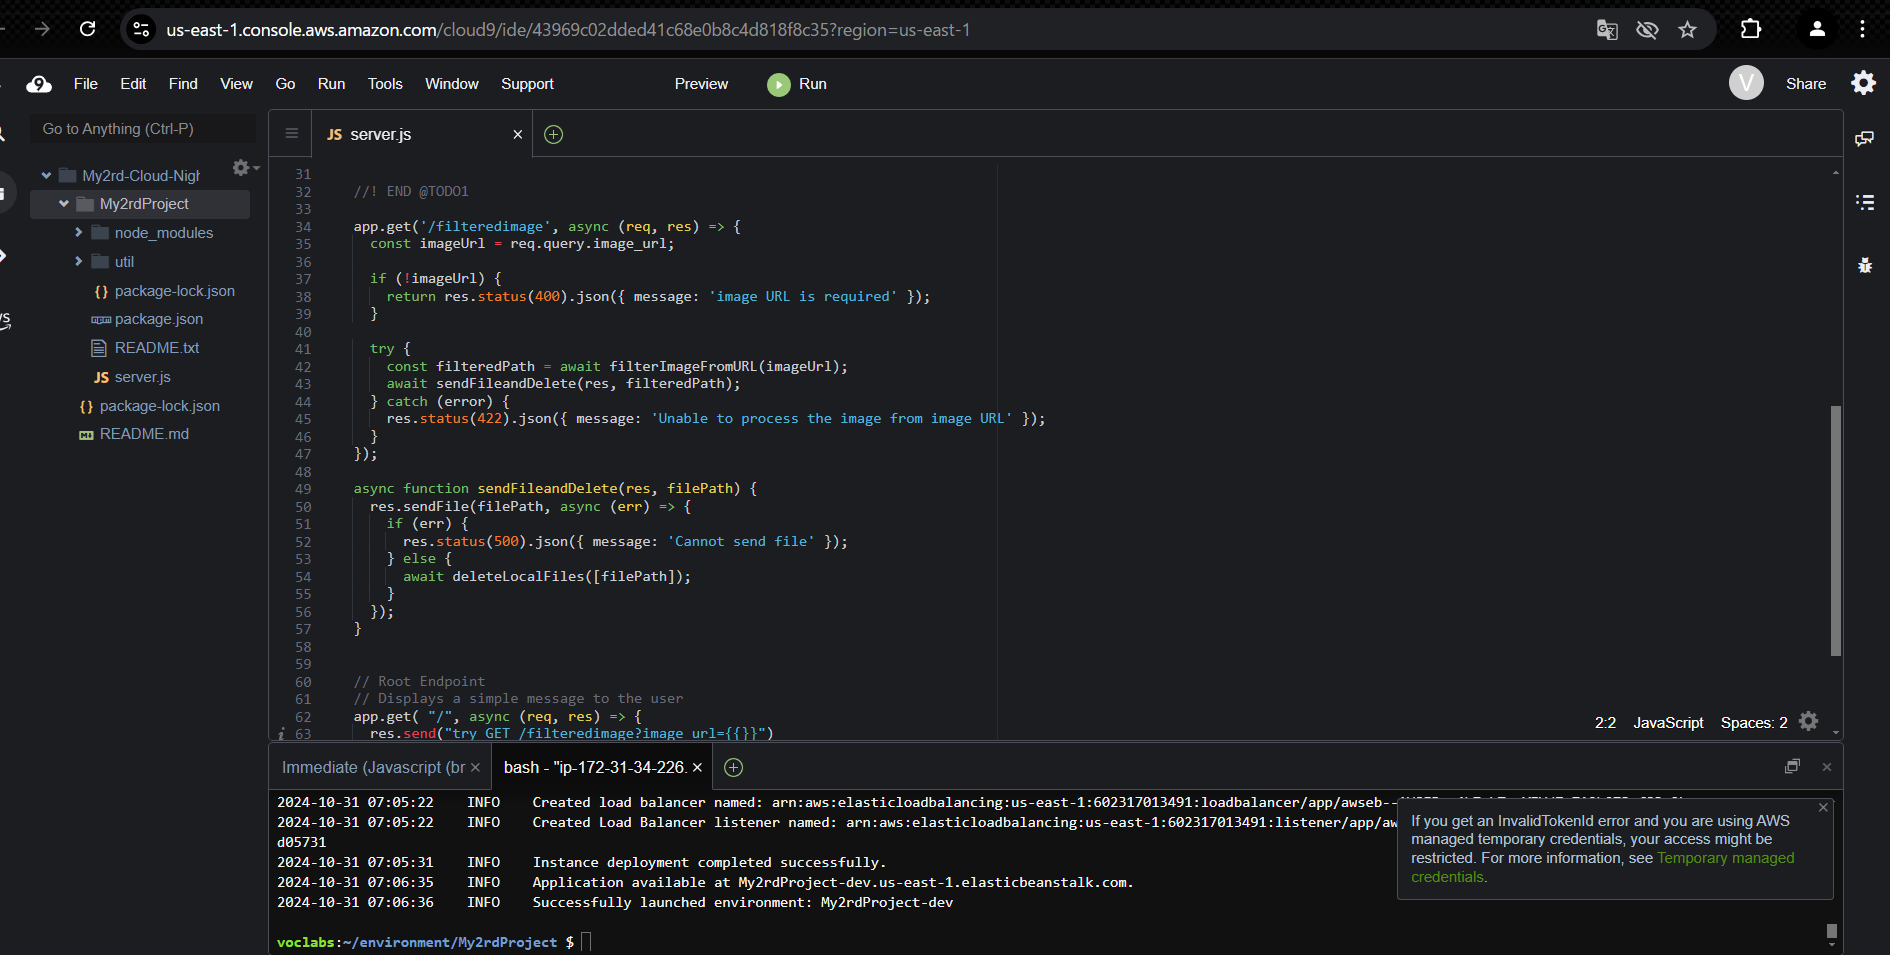 us-east-1.console.aws.amazon.com/cloud9/ide/43969c02dded41c68e0b8c4d818f8c35?region=us-east-1
9 File Edit Find View Go Run Tools Window Support Preview Run V Share
Go to Anything (Ctrl-P)
My2rd-Cloud-Nigh
My2rdProject
node_modules
util
{} package-lock.json
package.json
README.txt
JS server.js
{} package-lock.json
README.md
JS server.js ×
31
32 //! END @TODO1
33
34 app.get('/filteredimage', async (req, res) => {
35 const imageUrl = req.query.image_url;
36
37 if (!imageUrl) {
38 return res.status(400).json({ message: 'image URL is required' });
39 }
40
41 try {
42 const filteredPath = await filterImageFromURL(imageUrl);
43 await sendFileandDelete(res, filteredPath);
44 } catch (error) {
45 res.status(422).json({ message: 'Unable to process the image from image URL' });
46 }
47 });
48
49 async function sendFileandDelete(res, filePath) {
50 res.sendFile(filePath, async (err) => {
51 if (err) {
52 res.status(500).json({ message: 'Cannot send file' });
53 } else {
54 await deleteLocalFiles([filePath]);
55 }
56 });
57 }
58
59
60 // Root Endpoint
61 // Displays a simple message to the user
62 app.get( "/", async (req, res) => {
63 res.send("try GET /filteredimage?image_url={{}}")
2:2 JavaScript Spaces: 2
Immediate (Javascript (br × bash - "ip-172-31-34-226. ×
2024-10-31 07:05:22 INFO Created load balancer named: arn:aws:elasticloadbalancing:us-east-1:602317013491:loadbalancer/app/awseb--
2024-10-31 07:05:22 INFO Created Load Balancer listener named: arn:aws:elasticloadbalancing:us-east-1:602317013491:listener/app/aw
d05731
2024-10-31 07:05:31 INFO Instance deployment completed successfully.
2024-10-31 07:06:35 INFO Application available at My2rdProject-dev.us-east-1.elasticbeanstalk.com.
2024-10-31 07:06:36 INFO Successfully launched environment: My2rdProject-dev
voclabs:~/environment/My2rdProject $
If you get an InvalidTokenId error and you are using AWS
managed temporary credentials, your access might be
restricted. For more information, see Temporary managed
credentials.